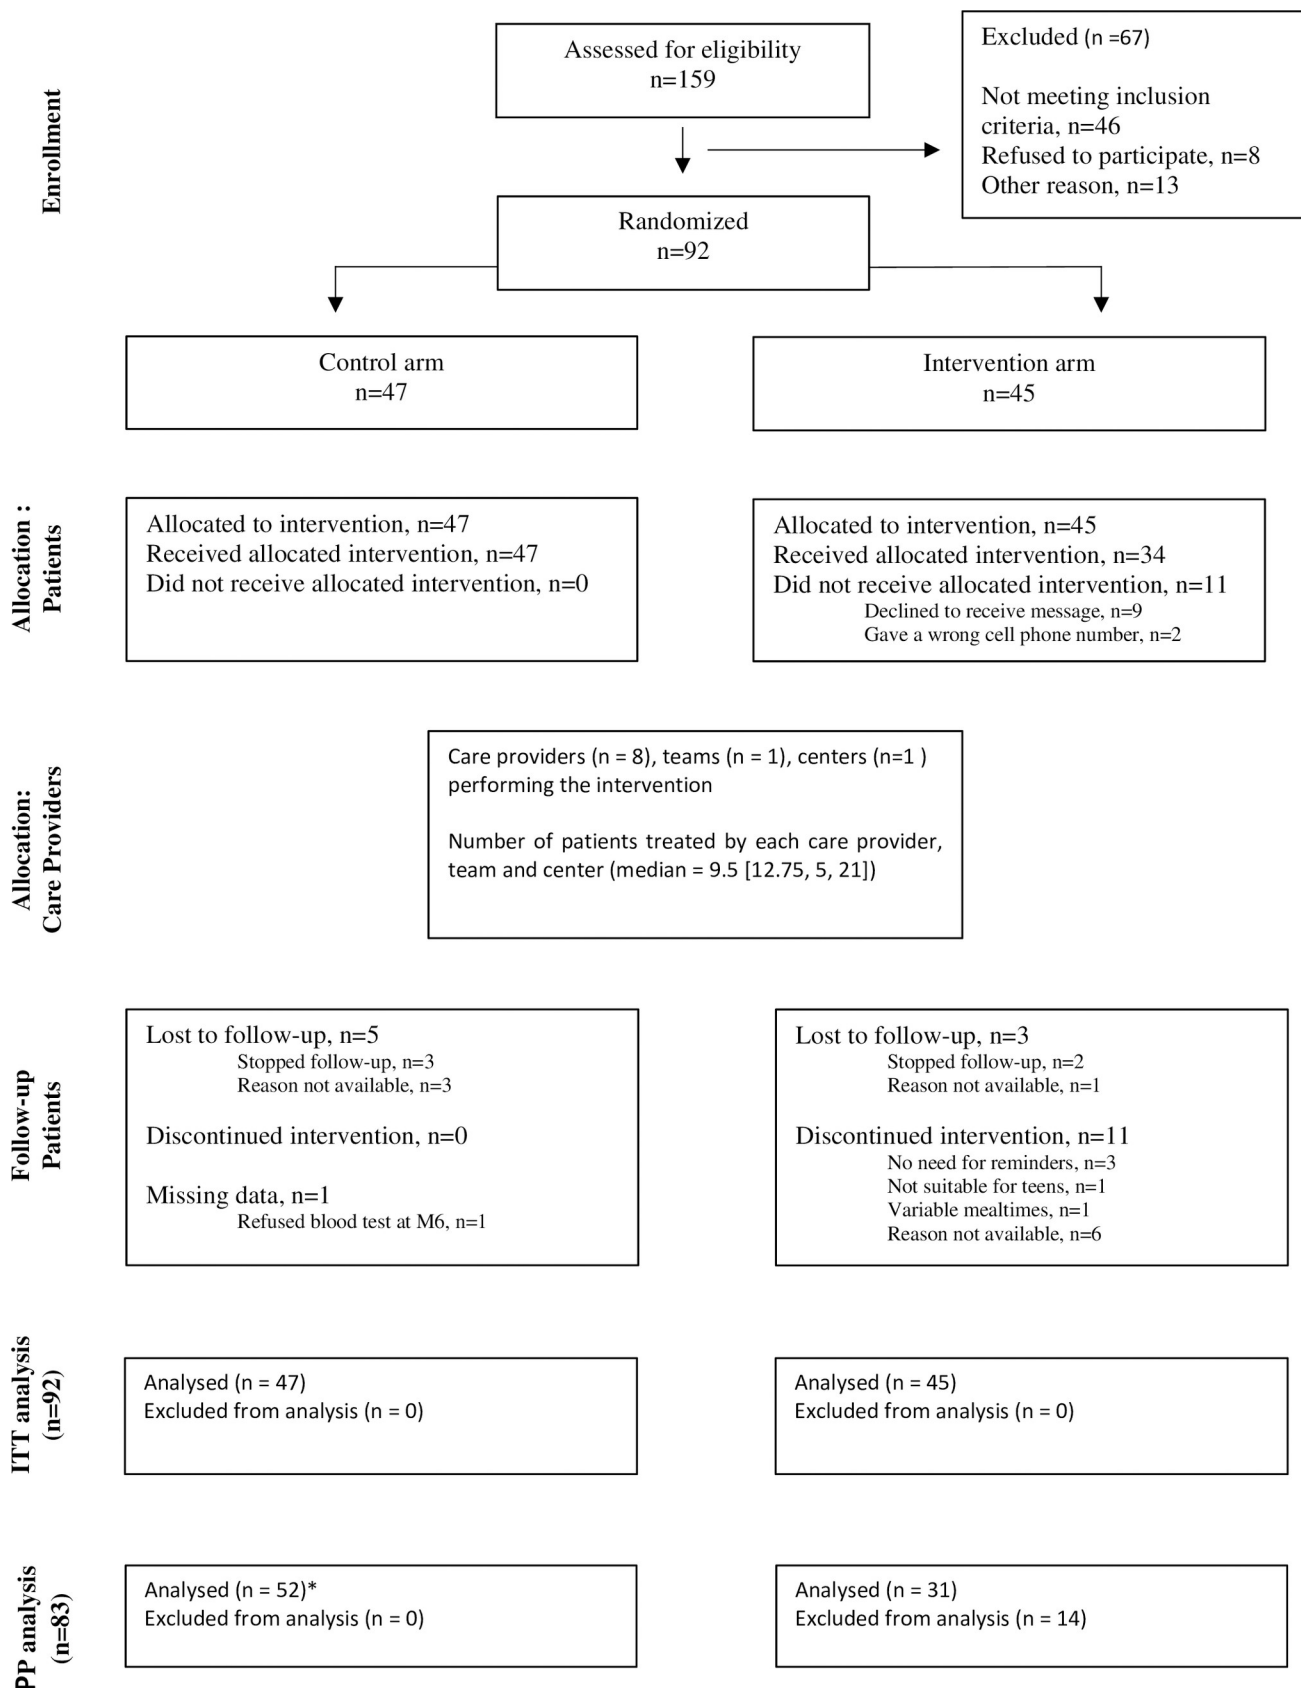 Assessed for eligibility
n=159
Excluded (n =67)
Not meeting inclusion
criteria, n=46
Refused to participate, n=8
Other reason, n=13
Enrollment
Randomized
n=92
Control arm
n=47
Intervention arm
n=45
Allocation :
Patients
Allocated to intervention, n=47
Received allocated intervention, n=47
Did not receive allocated intervention, n=0
Allocated to intervention, n=45
Received allocated intervention, n=34
Did not receive allocated intervention, n=11
Declined to receive message, n=9
Gave a wrong cell phone number, n=2
Allocation:
Care Providers
Care providers (n = 8), teams (n = 1), centers (n=1 )
performing the intervention
Number of patients treated by each care provider,
team and center (median = 9.5 [12.75, 5, 21])
Follow-up
Patients
Lost to follow-up, n=5
Stopped follow-up, n=3
Reason not available, n=3
Discontinued intervention, n=0
Missing data, n=1
Refused blood test at M6, n=1
Lost to follow-up, n=3
Stopped follow-up, n=2
Reason not available, n=1
Discontinued intervention, n=11
No need for reminders, n=3
Not suitable for teens, n=1
Variable mealtimes, n=1
Reason not available, n=6
ITT analysis
(n=92)
Analysed (n = 47)
Excluded from analysis (n = 0)
Analysed (n = 45)
Excluded from analysis (n = 0)
PP analysis
(n=83)
Analysed (n = 52)*
Excluded from analysis (n = 0)
Analysed (n = 31)
Excluded from analysis (n = 14)